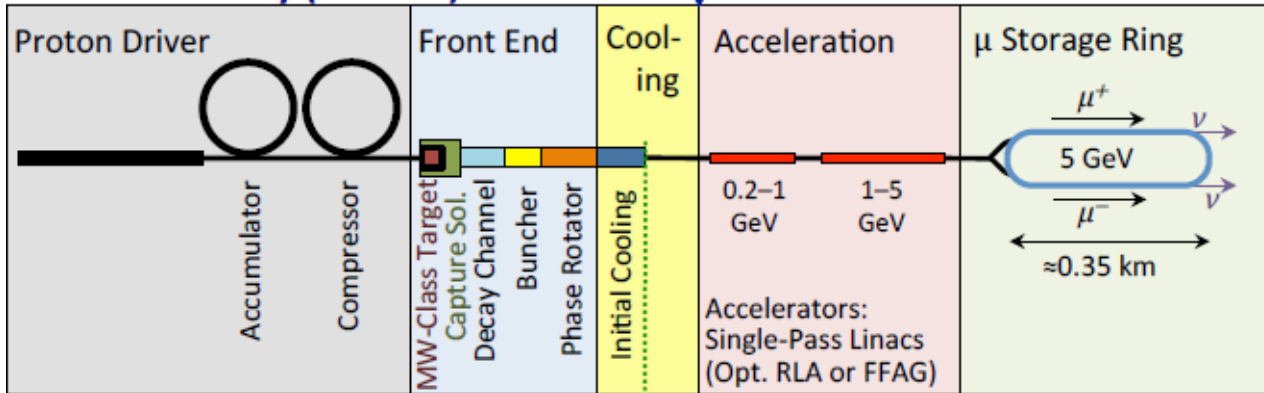 Proton Driver
Accumulator
Compressor
Front End
MW-Class Target
Capture Sol.
Decay Channel
Buncher
Phase Rotator
Cool-
ing
Initial Cooling
Acceleration
0.2–1
GeV
1–5
GeV
Accelerators:
Single-Pass Linacs
(Opt. RLA or FFAG)
μ Storage Ring
μ+
ν
5 GeV
μ−
ν
≈0.35 km